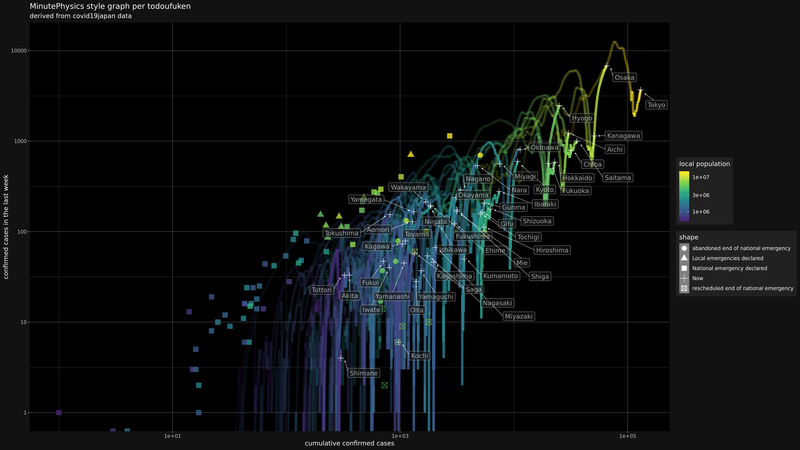 MinutePhysics style graph per todoufuken
derived from covid19japan data
confirmed cases in the last week
10000
1000
100
10
1
1e+01
1e+03
1e+05
cumulative confirmed cases
Osaka
Tokyo
Hyogo
Kanagawa
Aichi
Okinawa
Chiba
Saitama
Nagano
Miyagi
Hokkaido
Wakayama
Nara
Kyoto
Fukuoka
Yamagata
Okayama
Ibaraki
Gunma
Niigata
Gifu
Shizuoka
Tokushima
Aomori
Toyama
Fukushima
Tochigi
Kagawa
Ishikawa
Ehime
Hiroshima
Mie
Fukui
Kagoshima
Kumamoto
Shiga
Tottori
Akita
Yamanashi
Yamaguchi
Saga
Nagasaki
Iwate
Oita
Miyazaki
Kochi
Shimane
local population
1e+07
3e+06
1e+06
shape
abandoned end of national emergency
Local emergencies declared
National emergency declared
Now
rescheduled end of national emergency